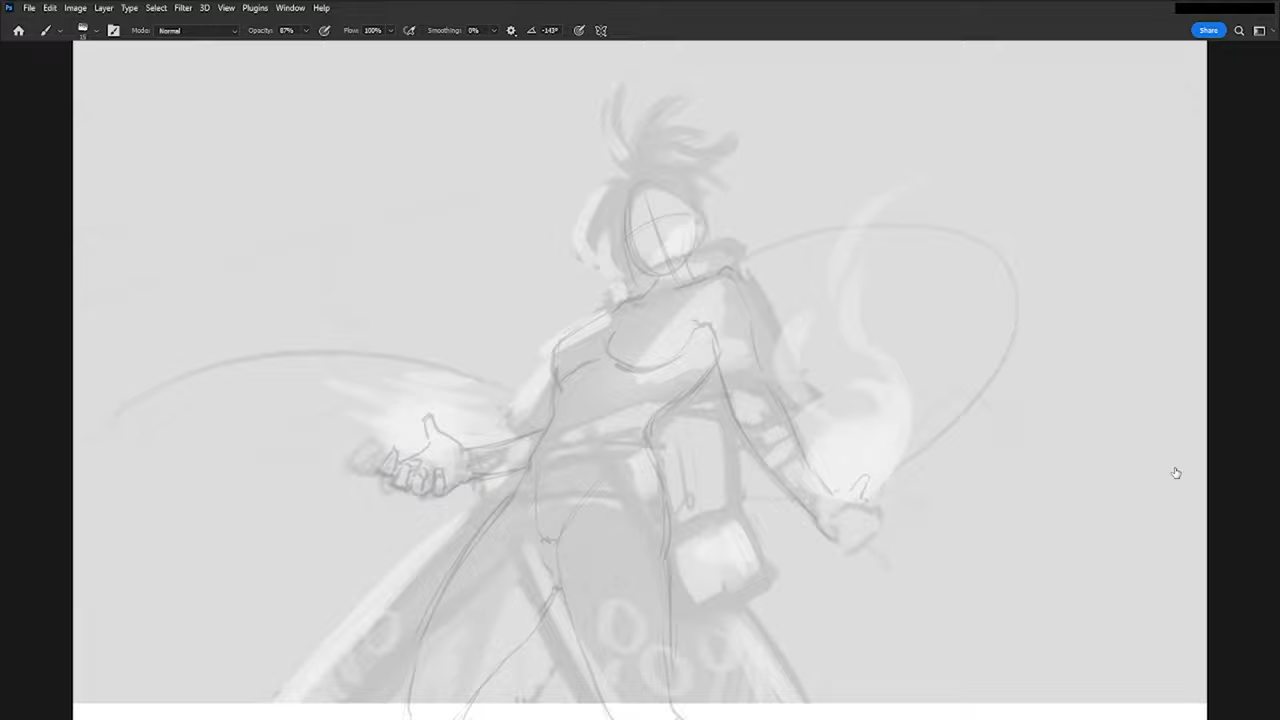 Ps File Edit Image Layer Type Select Filter 3D View Plugins Window Help
15 Mode: Normal Opacity: 87% Flow: 100% Smoothing: 0% -143° Share